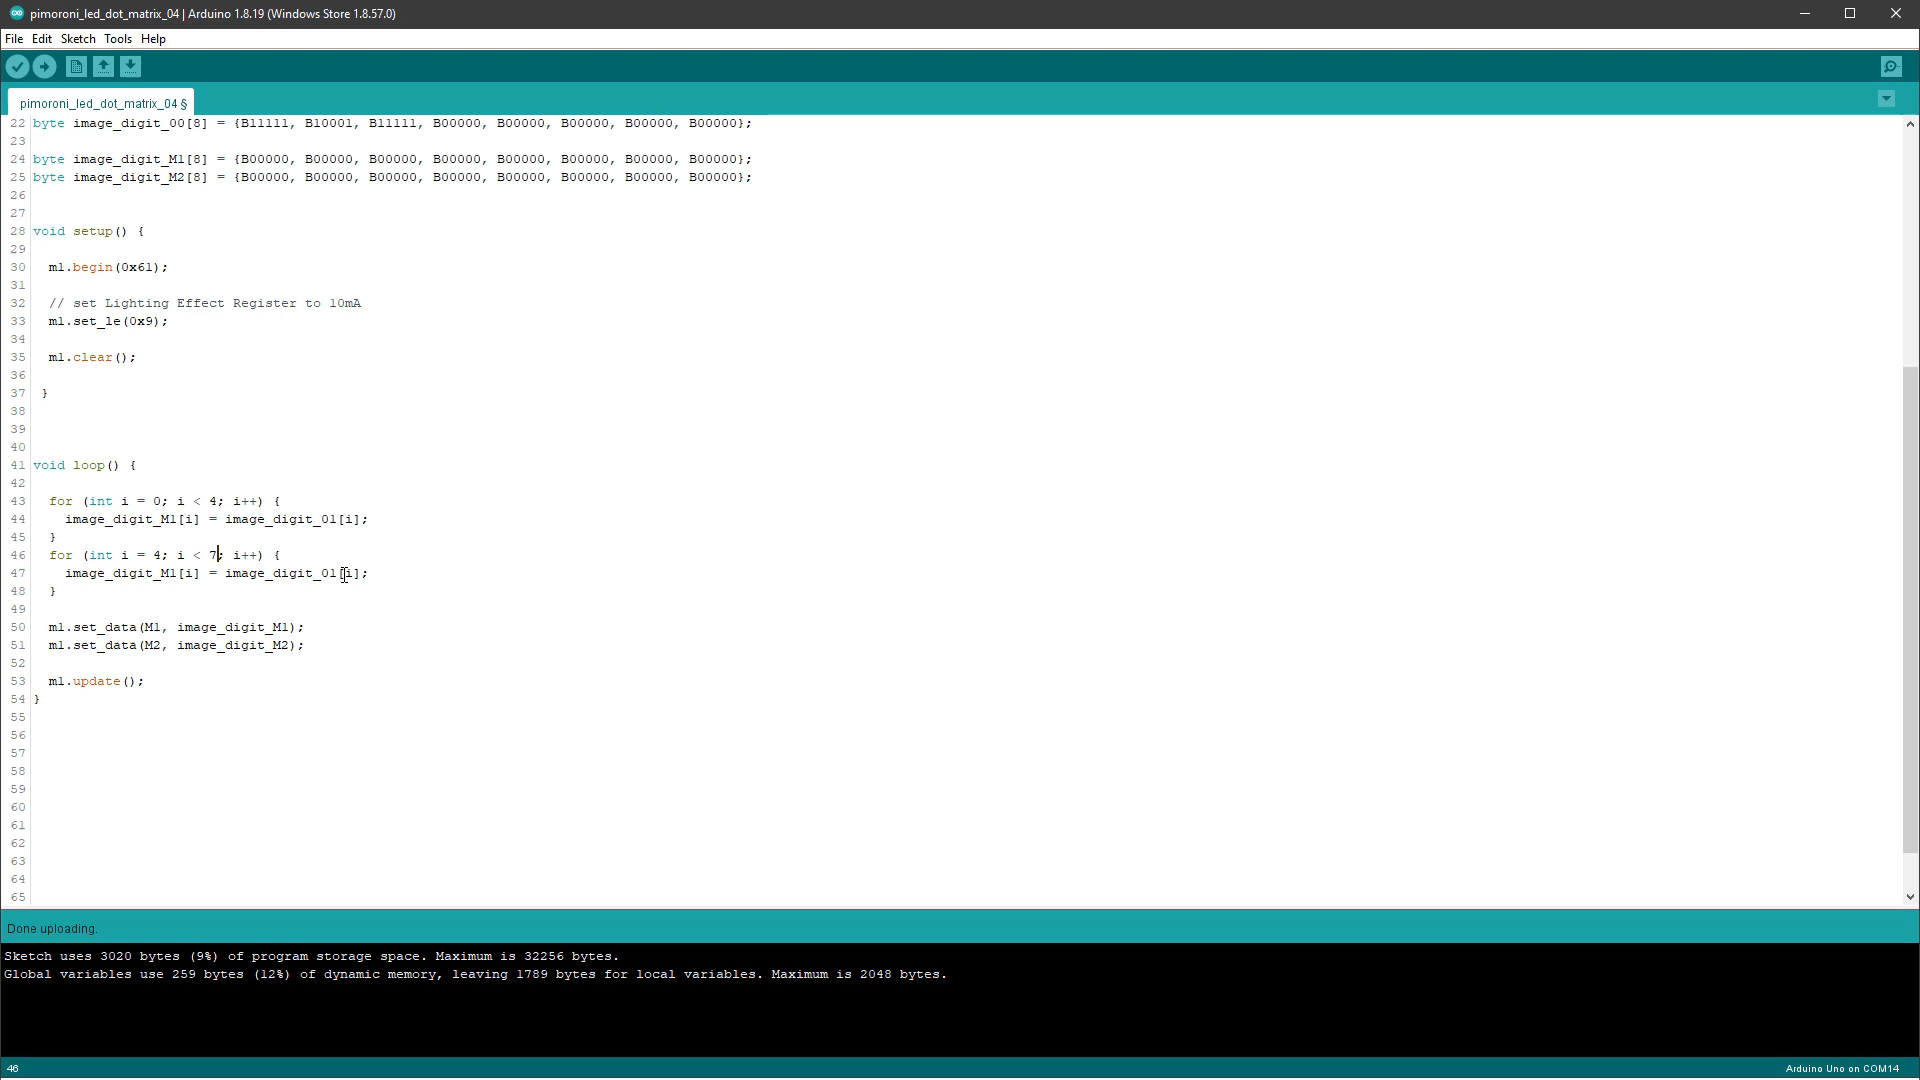 pimoroni_led_dot_matrix_04 | Arduino 1.8.19 (Windows Store 1.8.57.0)
File Edit Sketch Tools Help
pimoroni_led_dot_matrix_04 §
22 byte image_digit_00[8] = {B11111, B10001, B11111, B00000, B00000, B00000, B00000, B00000};
23
24 byte image_digit_M1[8] = {B00000, B00000, B00000, B00000, B00000, B00000, B00000, B00000};
25 byte image_digit_M2[8] = {B00000, B00000, B00000, B00000, B00000, B00000, B00000, B00000};
26
27
28 void setup() {
29
30 ml.begin(0x61);
31
32 // set Lighting Effect Register to 10mA
33 ml.set_le(0x9);
34
35 ml.clear();
36
37 }
38
39
40
41 void loop() {
42
43 for (int i = 0; i < 4; i++) {
44 image_digit_M1[i] = image_digit_01[i];
45 }
46 for (int i = 4; i < 7; i++) {
47 image_digit_M1[i] = image_digit_01[i];
48 }
49
50 ml.set_data(M1, image_digit_M1);
51 ml.set_data(M2, image_digit_M2);
52
53 ml.update();
54 }
55
56
57
58
59
60
61
62
63
64
65
Done uploading.
Sketch uses 3020 bytes (9%) of program storage space. Maximum is 32256 bytes.
Global variables use 259 bytes (12%) of dynamic memory, leaving 1789 bytes for local variables. Maximum is 2048 bytes.
46
Arduino Uno on COM14